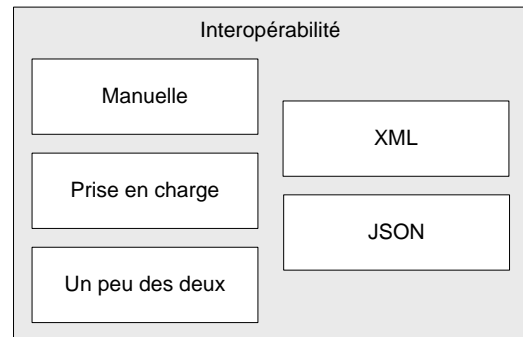 Interopérabilité
Manuelle
Prise en charge
Un peu des deux
XML
JSON